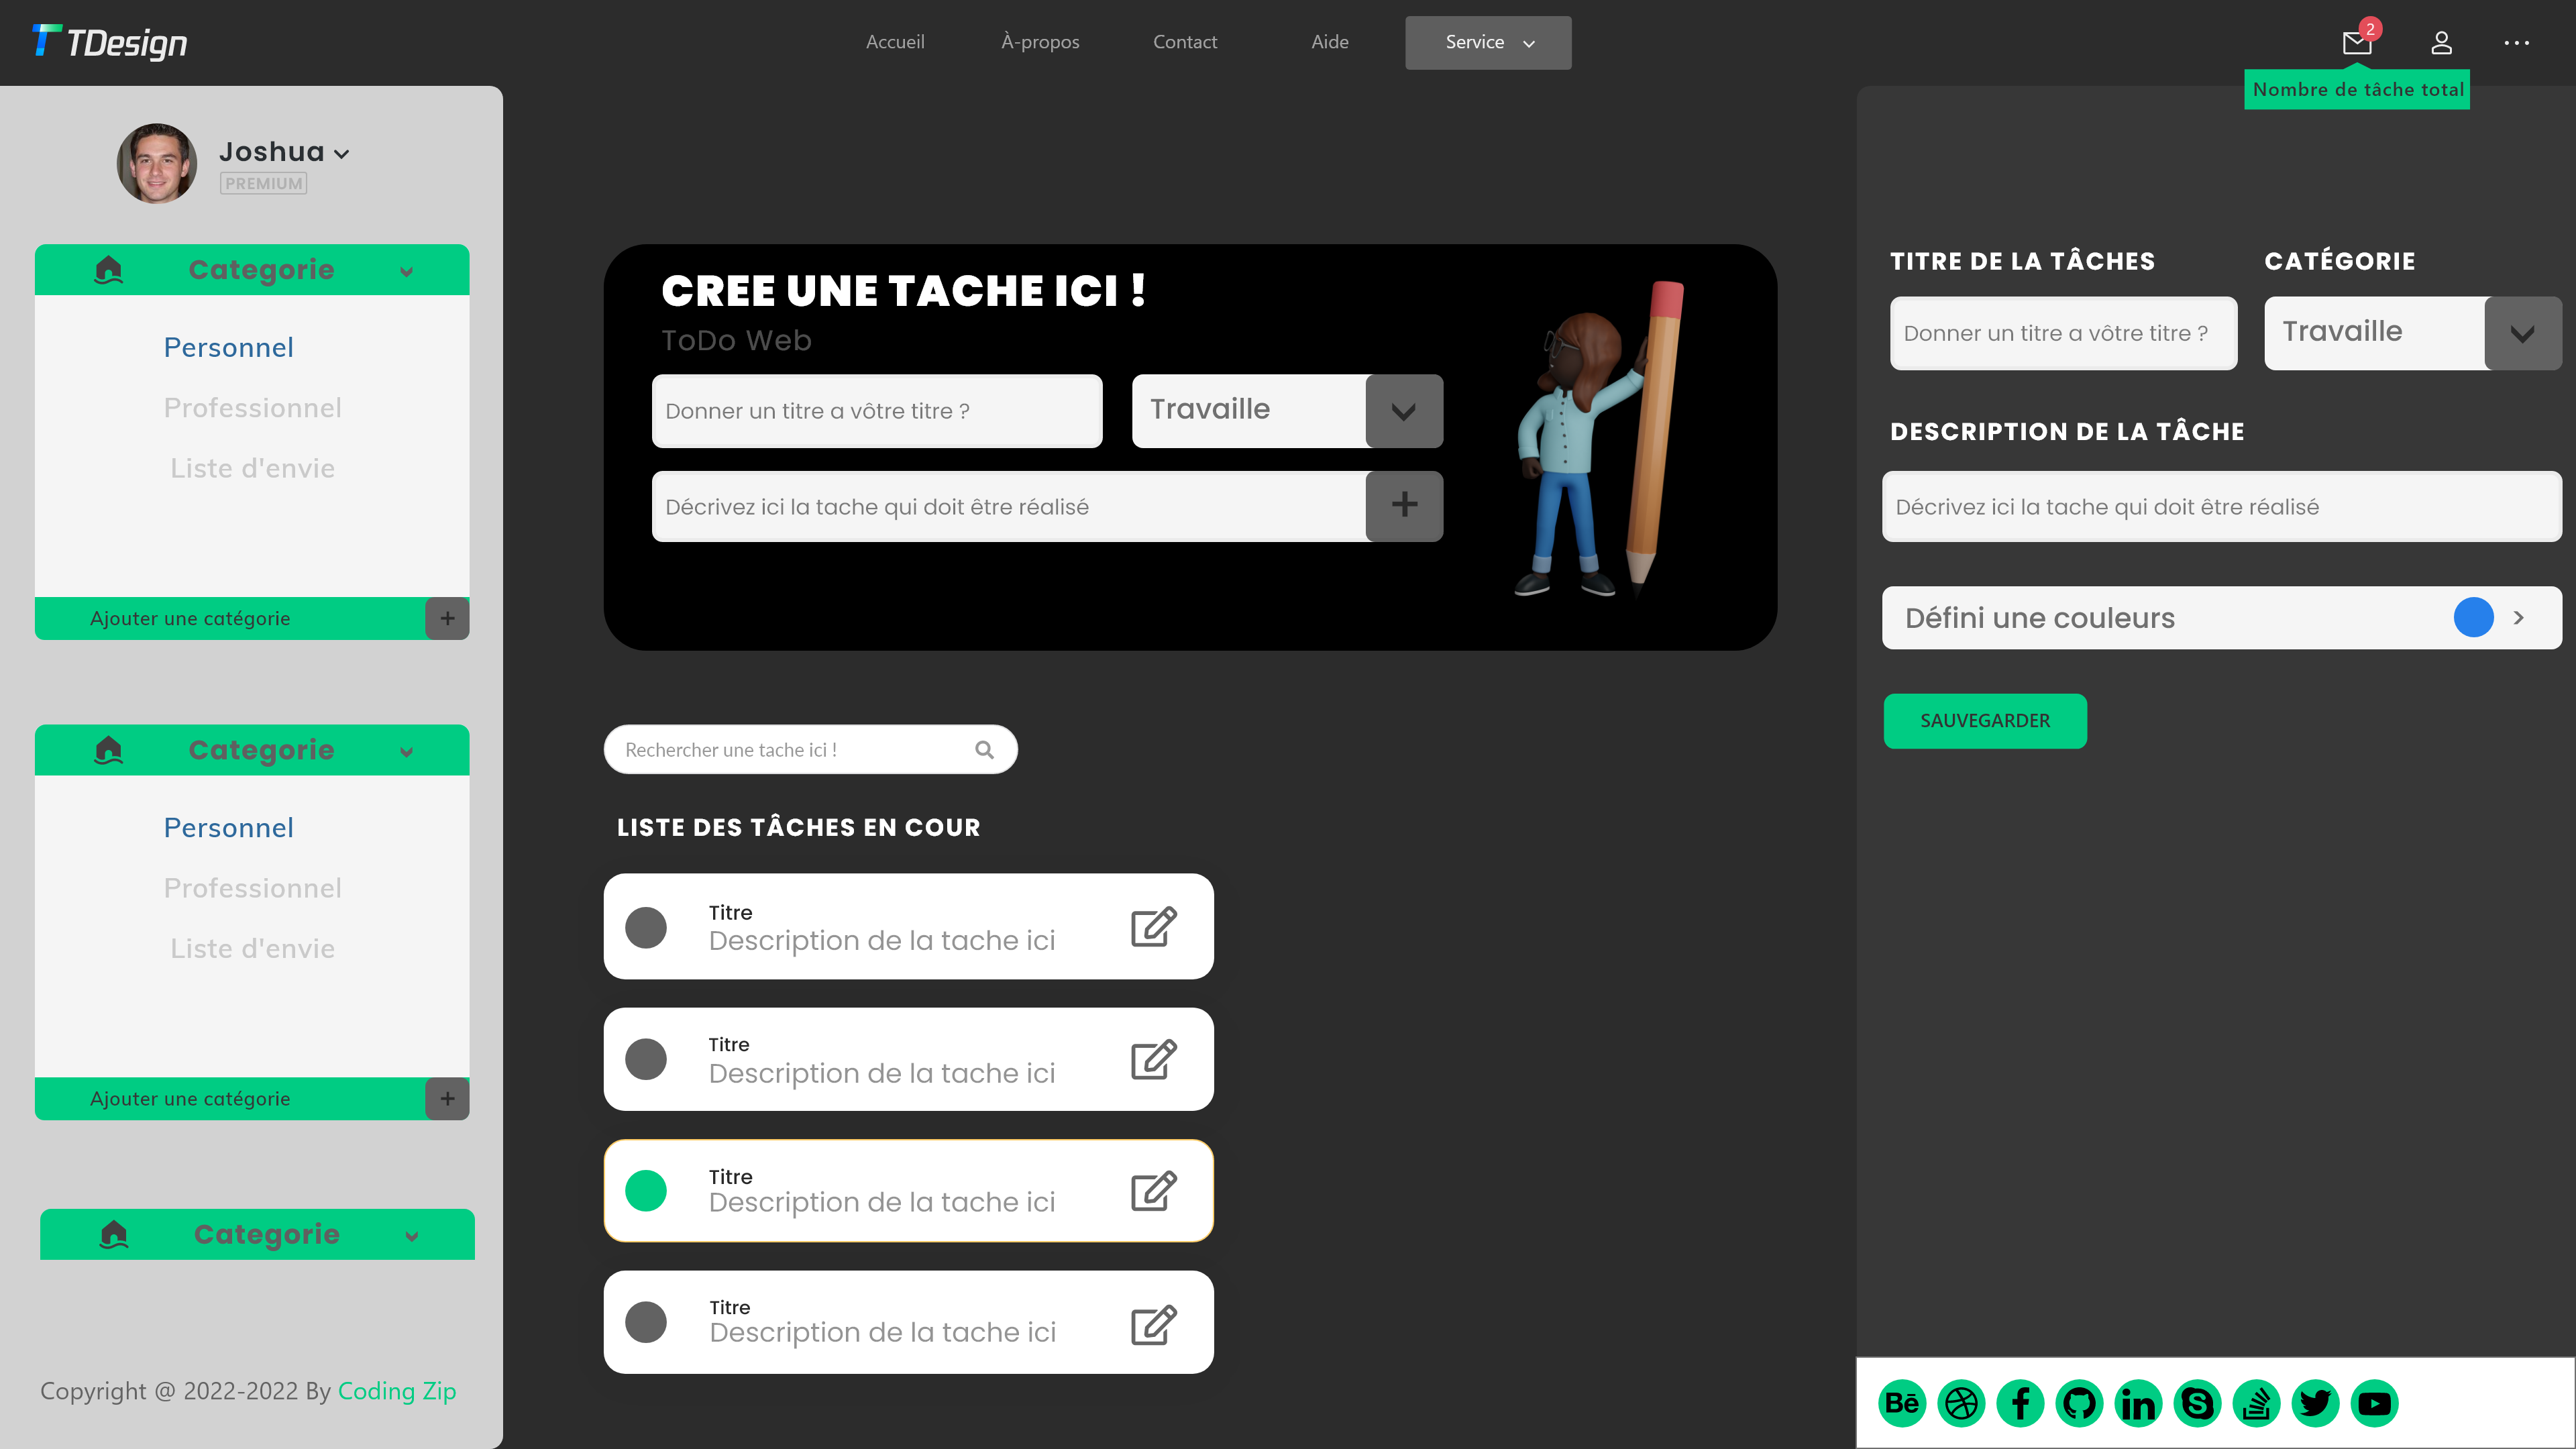 TDesign
Accueil
À-propos
Contact
Aide
Service
2
Nombre de tâche total
Joshua
PREMIUM
Categorie
Personnel
Professionnel
Liste d'envie
Ajouter une catégorie
Categorie
Personnel
Professionnel
Liste d'envie
Ajouter une catégorie
Categorie
Copyright @ 2022-2022 By Coding Zip
CREE UNE TACHE ICI !
ToDo Web
Donner un titre a vôtre titre ?
Travaille
Décrivez ici la tache qui doit être réalisé
Rechercher une tache ici !
LISTE DES TÂCHES EN COUR
Titre
Description de la tache ici
Titre
Description de la tache ici
Titre
Description de la tache ici
Titre
Description de la tache ici
TITRE DE LA TÂCHES
CATÉGORIE
Donner un titre a vôtre titre ?
Travaille
DESCRIPTION DE LA TÂCHE
Décrivez ici la tache qui doit être réalisé
Défini une couleurs
SAUVEGARDER